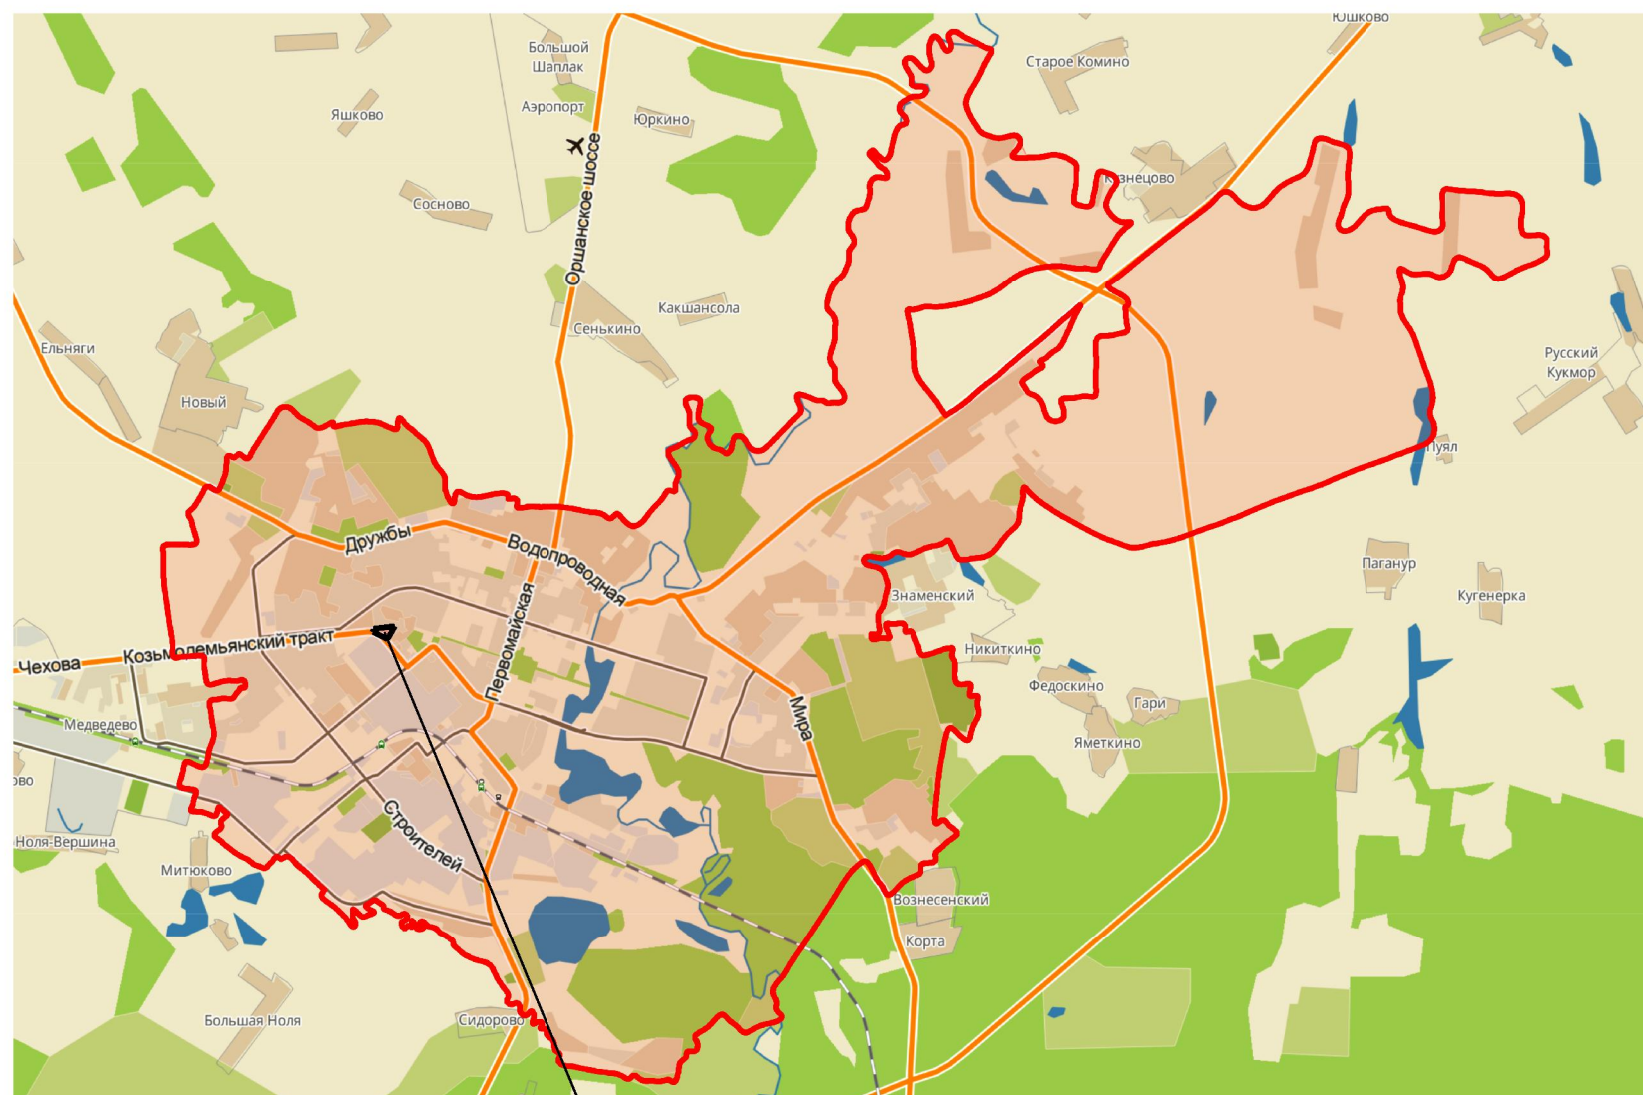 Юшково
Большой
Шаплак
Старое Комино
Аэропорт
Яшково
Юркино
Оршанское шоссе
Кузнецово
Сосново
Какшансола
Сенькино
Ельняги
Русский
Кукмор
Новый
Пуял
Дружбы
Водопроводная
Паганур
Знаменский
Кугенерка
Первомайская
Козьмодемьянский тракт
Чехова
Никиткино
Федоскино
Гари
Мира
Медведево
Яметкино
ово
Строителей
Ноля-Вершина
Митюково
Вознесенский
Корта
Большая Ноля
Сидорово